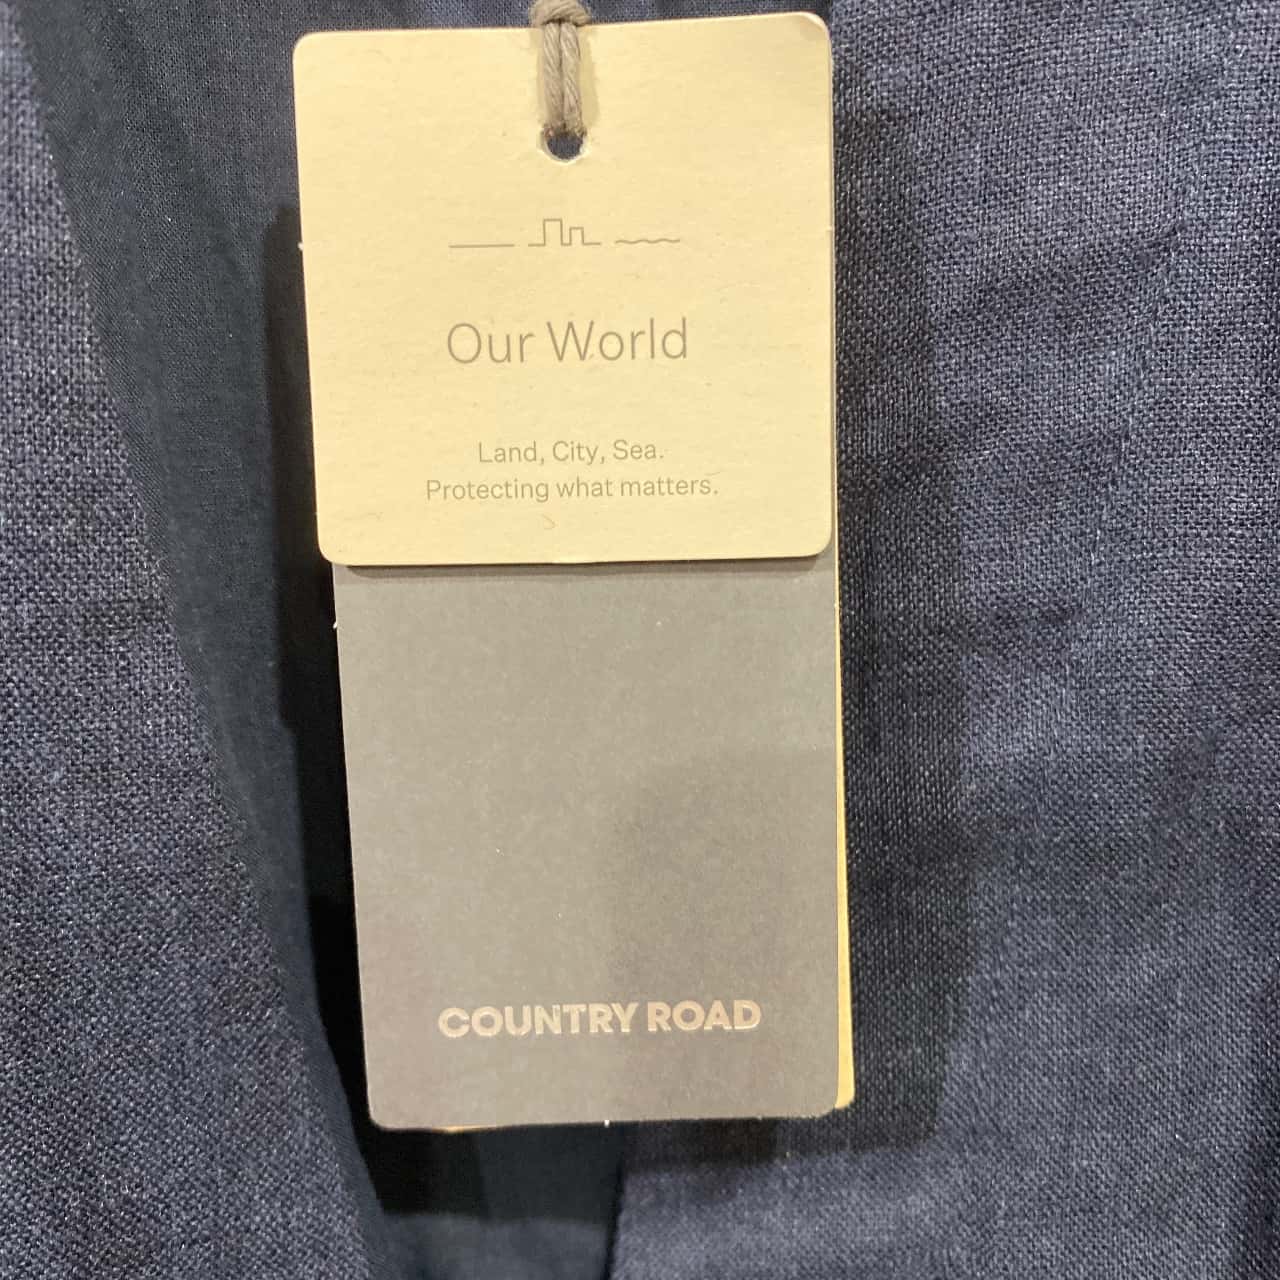 Our World
Land, City, Sea.
Protecting what matters.
COUNTRY ROAD